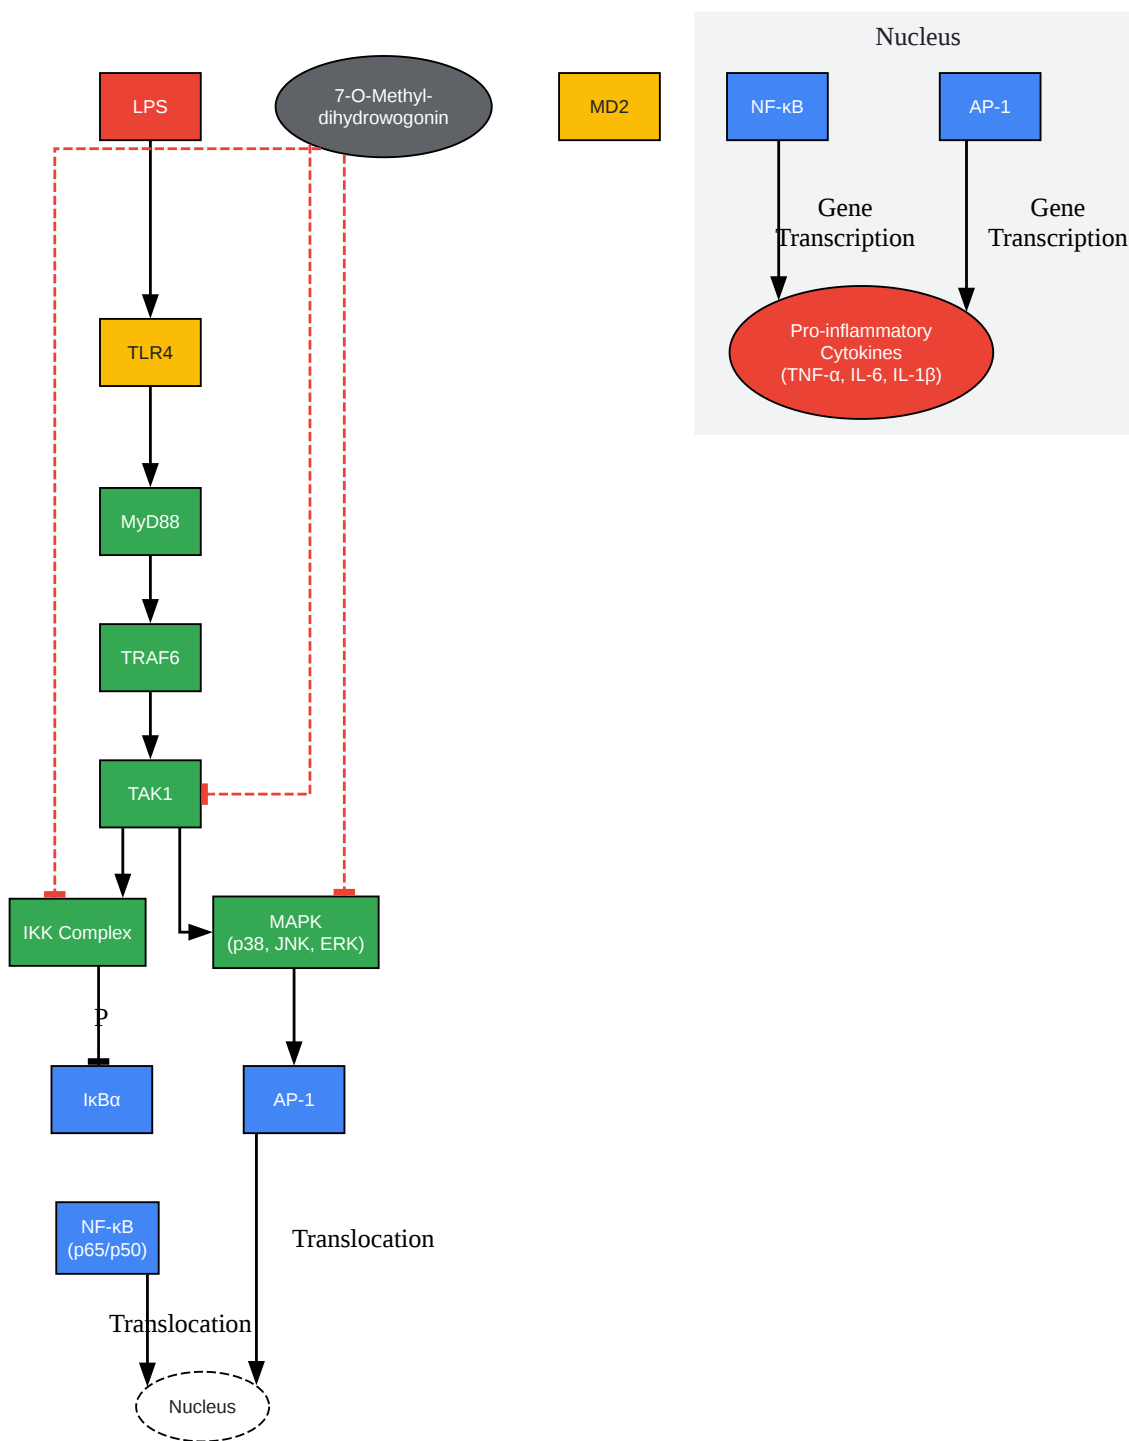 Nucleus
LPS
7-O-Methyl-
dihydrowogonin
MD2
NF-κB
AP-1
Gene
Transcription
Gene
Transcription
TLR4
Pro-inflammatory
Cytokines
(TNF-α, IL-6, IL-1β)
MyD88
TRAF6
TAK1
IKK Complex
MAPK
(p38, JNK, ERK)
P
IκBα
AP-1
NF-κB
(p65/p50)
Translocation
Translocation
Nucleus